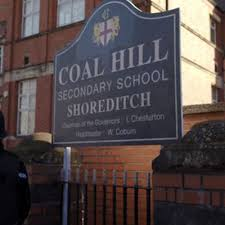 COAL HILL
SECONDARY SCHOOL
SHOREDITCH
Chairman of the Governors: I. Chesterton
Headmaster - W. Coburn